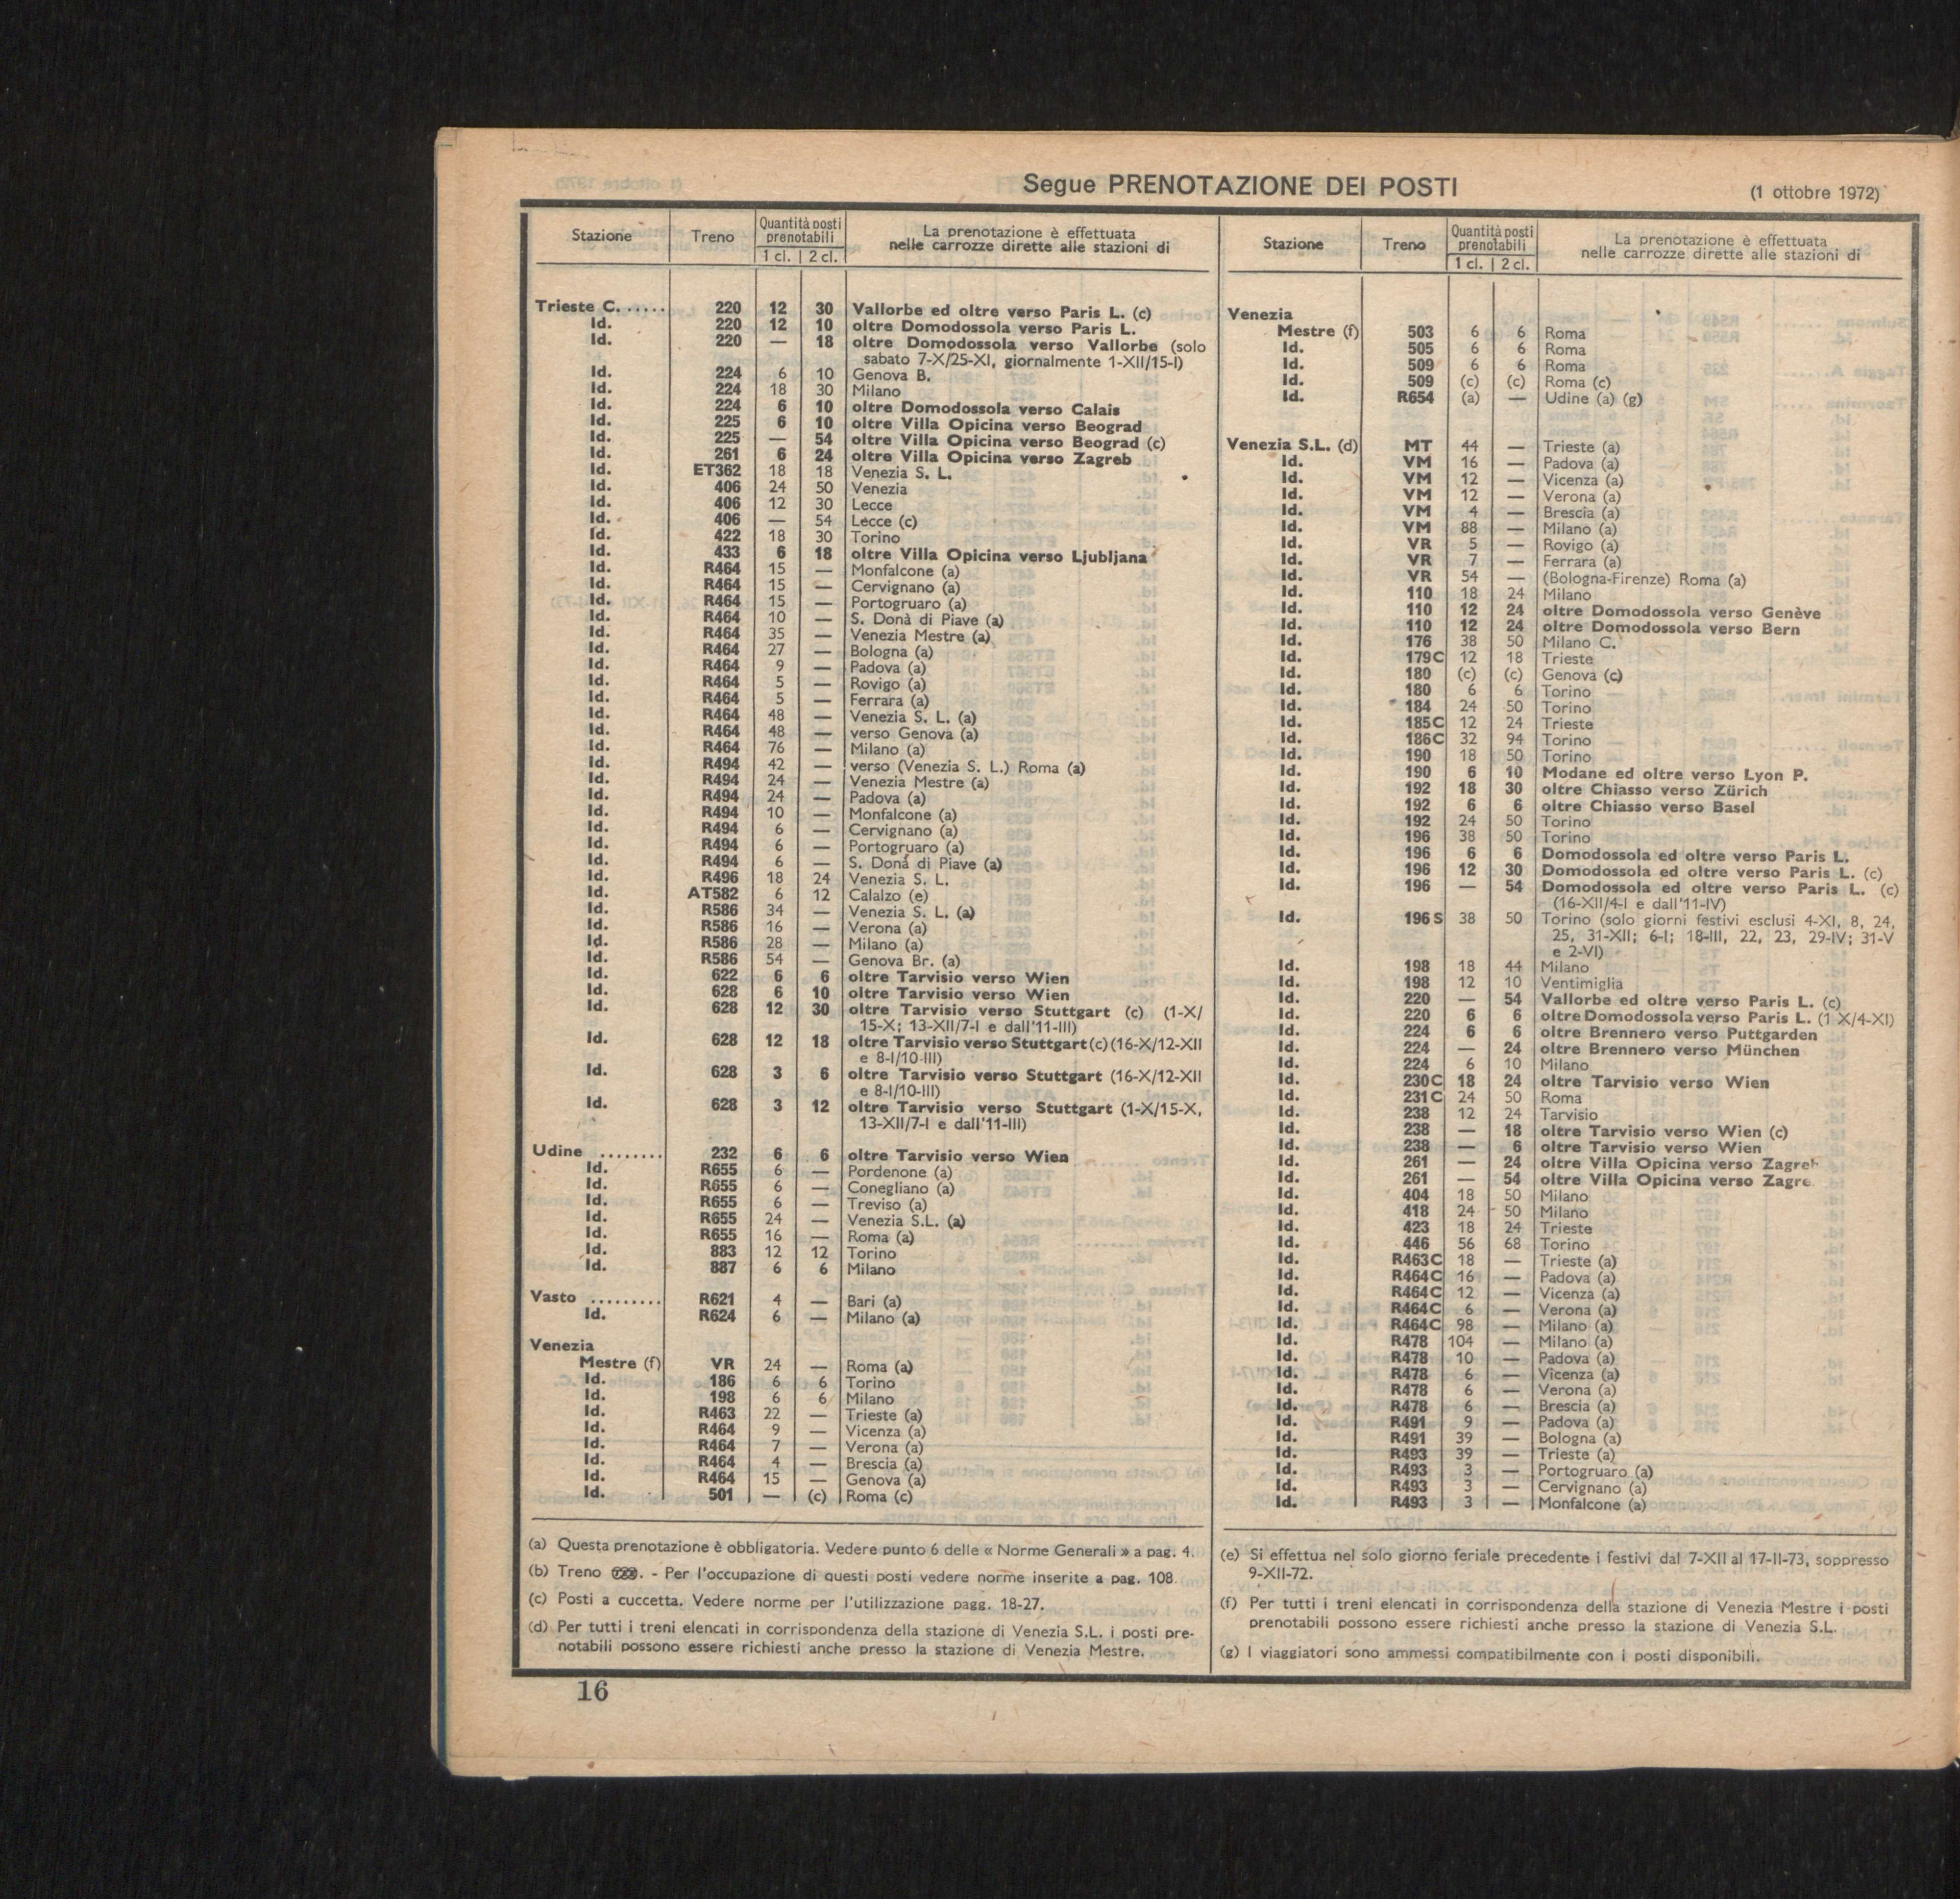 Segue PRENOTAZIONE DEI POSTI
(1 ottobre 1972)
Stazione Treno Quantità posti prenotabili 1 cl. 2 cl. La prenotazione è effettuata nelle carrozze dirette alle stazioni di
Trieste C. ..... 220 12 30 Vallorbe ed oltre verso Paris L. (c)
Id. 220 12 10 oltre Domodossola verso Paris L.
Id. 220 — 18 oltre Domodossola verso Vallorbe (solo
sabato 7-X/25-XI, giornalmente 1-XII/15-I)
Id. 224 6 10 Genova B.
Id. 224 18 30 Milano
Id. 224 6 10 oltre Domodossola verso Calais
Id. 225 6 10 oltre Villa Opicina verso Beograd
Id. 225 — 54 oltre Villa Opicina verso Beograd (c)
Id. 261 6 24 oltre Villa Opicina verso Zagreb
Id. ET362 18 18 Venezia S. L.
Id. 406 24 50 Venezia
Id. 406 12 30 Lecce
Id. 406 — 54 Lecce (c)
Id. 422 18 30 Torino
Id. 433 6 18 oltre Villa Opicina verso Ljubljana
Id. R464 15 — Monfalcone (a)
Id. R464 15 — Cervignano (a)
Id. R464 15 — Portogruaro (a)
Id. R464 10 — S. Donà di Piave (a)
Id. R464 35 — Venezia Mestre (a)
Id. R464 27 — Bologna (a)
Id. R464 9 — Padova (a)
Id. R464 5 — Rovigo (a)
Id. R464 5 — Ferrara (a)
Id. R464 48 — Venezia S. L. (a)
Id. R464 48 — verso Genova (a)
Id. R464 76 — Milano (a)
Id. R494 42 — verso (Venezia S. L.) Roma (a)
Id. R494 24 — Venezia Mestre (a)
Id. R494 24 — Padova (a)
Id. R494 10 — Monfalcone (a)
Id. R494 6 — Cervignano (a)
Id. R494 6 — Portogruaro (a)
Id. R494 6 — S. Doná di Piave (a)
Id. R496 18 24 Venezia S. L.
Id. AT582 6 12 Calalzo (e)
Id. R586 34 — Venezia S. L. (a)
Id. R586 16 — Verona (a)
Id. R586 28 — Milano (a)
Id. R586 54 — Genova Br. (a)
Id. 622 6 6 oltre Tarvisio verso Wien
Id. 628 6 10 oltre Tarvisio verso Wien
Id. 628 12 30 oltre Tarvisio verso Stuttgart (c) (1-X/
15-X; 13-XII/7-I e dall'11-III)
Id. 628 12 18 oltre Tarvisio verso Stuttgart (c) (16-X/12-XII
e 8-I/10-III)
Id. 628 3 6 oltre Tarvisio verso Stuttgart (16-X/12-XII
e 8-I/10-III)
Id. 628 3 12 oltre Tarvisio verso Stuttgart (1-X/15-X,
13-XII/7-I e dall'11-III)
Udine ........ 232 6 6 oltre Tarvisio verso Wien
Id. R655 6 — Pordenone (a)
Id. R655 6 — Conegliano (a)
Id. R655 6 — Treviso (a)
Id. R655 24 — Venezia S.L. (a)
Id. R655 16 — Roma (a)
Id. 883 12 12 Torino
Id. 887 6 6 Milano
Vasto ......... R621 4 — Bari (a)
Id. R624 6 — Milano (a)
Venezia
Mestre (f) VR 24 — Roma (a)
Id. 186 6 6 Torino
Id. 198 6 6 Milano
Id. R463 22 — Trieste (a)
Id. R464 9 — Vicenza (a)
Id. R464 7 — Verona (a)
Id. R464 4 — Brescia (a)
Id. R464 15 — Genova (a)
Id. 501 — (c) Roma (c)
(a) Questa prenotazione è obbligatoria. Vedere punto 6 delle « Norme Generali » a pag. 4.
(b) Treno . - Per l'occupazione di questi posti vedere norme inserite a pag. 108.
(c) Posti a cuccetta. Vedere norme per l'utilizzazione pagg. 18-27.
(d) Per tutti i treni elencati in corrispondenza della stazione di Venezia S.L. i posti pre-
notabili possono essere richiesti anche presso la stazione di Venezia Mestre.
Stazione Treno Quantità posti prenotabili 1 cl. 2 cl. La prenotazione è effettuata nelle carrozze dirette alle stazioni di
Venezia
Mestre (f) 503 6 6 Roma
Id. 505 6 6 Roma
Id. 509 6 6 Roma
Id. 509 (c) (c) Roma (c)
Id. R654 (a) — Udine (a) (g)
Venezia S.L. (d) MT 44 — Trieste (a)
Id. VM 16 — Padova (a)
Id. VM 12 — Vicenza (a)
Id. VM 12 — Verona (a)
Id. VM 4 — Brescia (a)
Id. VM 88 — Milano (a)
Id. VR 5 — Rovigo (a)
Id. VR 7 — Ferrara (a)
Id. VR 54 — (Bologna-Firenze) Roma (a)
Id. 110 18 24 Milano
Id. 110 12 24 oltre Domodossola verso Genève
Id. 110 12 24 oltre Domodossola verso Bern
Id. 176 38 50 Milano C.
Id. 179C 12 18 Trieste
Id. 180 (c) (c) Genova (c)
Id. 180 6 6 Torino
Id. 184 24 50 Torino
Id. 185C 12 24 Trieste
Id. 186C 32 94 Torino
Id. 190 18 50 Torino
Id. 190 6 10 Modane ed oltre verso Lyon P.
Id. 192 18 30 oltre Chiasso verso Zürich
Id. 192 6 6 oltre Chiasso verso Basel
Id. 192 24 50 Torino
Id. 196 38 50 Torino
Id. 196 6 6 Domodossola ed oltre verso Paris L.
Id. 196 12 30 Domodossola ed oltre verso Paris L. (c)
Id. 196 — 54 Domodossola ed oltre verso Paris L. (c)
(16-XII/4-I e dall'11-IV)
Id. 196 S 38 50 Torino (solo giorni festivi esclusi 4-XI, 8, 24,
25, 31-XII; 6-I; 18-III, 22, 23, 29-IV; 31-V
e 2-VI)
Id. 198 18 44 Milano
Id. 198 12 10 Ventimiglia
Id. 220 — 54 Vallorbe ed oltre verso Paris L. (c)
Id. 220 6 6 oltre Domodossola verso Paris L. (1 X/4-XI)
Id. 224 6 6 oltre Brennero verso Puttgarden
Id. 224 — 24 oltre Brennero verso München
Id. 224 6 10 Milano
Id. 230C 18 24 oltre Tarvisio verso Wien
Id. 231C 24 50 Roma
Id. 238 12 24 Tarvisio
Id. 238 — 18 oltre Tarvisio verso Wien (c)
Id. 238 — 6 oltre Tarvisio verso Wien
Id. 261 — 24 oltre Villa Opicina verso Zagreb
Id. 261 — 54 oltre Villa Opicina verso Zagre
Id. 404 18 50 Milano
Id. 418 24 50 Milano
Id. 423 18 24 Trieste
Id. 446 56 68 Torino
Id. R463C 18 — Trieste (a)
Id. R464C 16 — Padova (a)
Id. R464C 12 — Vicenza (a)
Id. R464C 6 — Verona (a)
Id. R464C 98 — Milano (a)
Id. R478 104 — Milano (a)
Id. R478 10 — Padova (a)
Id. R478 6 — Vicenza (a)
Id. R478 6 — Verona (a)
Id. R478 6 — Brescia (a)
Id. R491 9 — Padova (a)
Id. R491 39 — Bologna (a)
Id. R493 39 — Trieste (a)
Id. R493 3 — Portogruaro (a)
Id. R493 3 — Cervignano (a)
Id. R493 3 — Monfalcone (a)
(e) Si effettua nel solo giorno feriale precedente i festivi dal 7-XII al 17-II-73, soppresso
9-XII-72.
(f) Per tutti i treni elencati in corrispondenza della stazione di Venezia Mestre i posti
prenotabili possono essere richiesti anche presso la stazione di Venezia S.L.
(g) I viaggiatori sono ammessi compatibilmente con i posti disponibili.
16